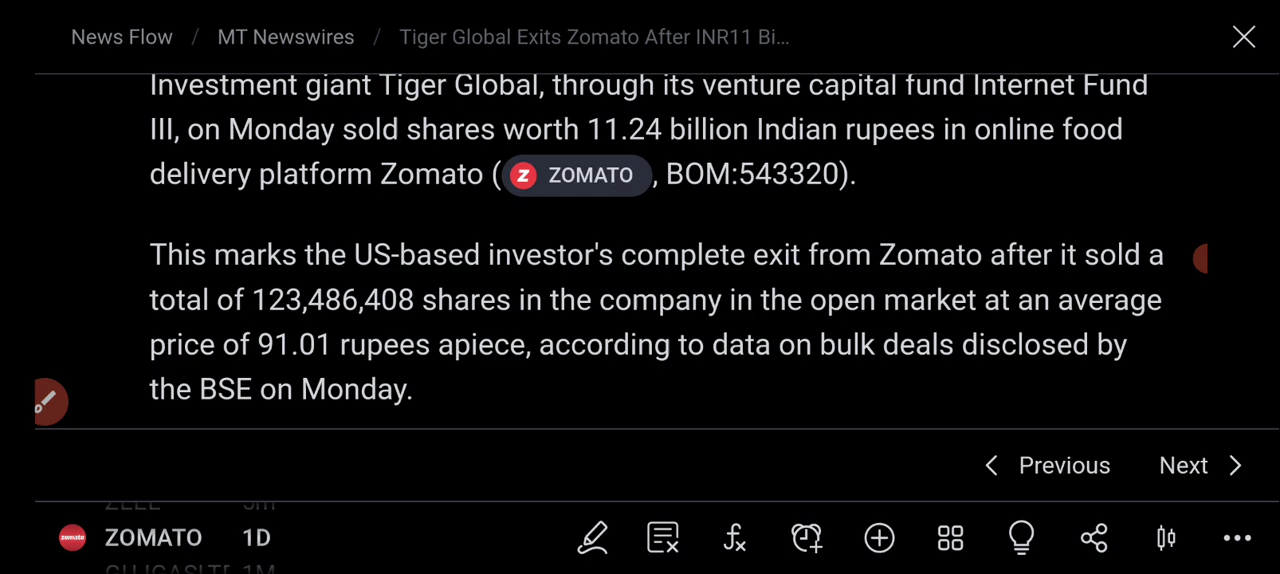 News Flow / MT Newswires / Tiger Global Exits Zomato After INR11 Bi...
Investment giant Tiger Global, through its venture capital fund Internet Fund
III, on Monday sold shares worth 11.24 billion Indian rupees in online food
delivery platform Zomato ( Z ZOMATO , BOM:543320).
This marks the US-based investor's complete exit from Zomato after it sold a
total of 123,486,408 shares in the company in the open market at an average
price of 91.01 rupees apiece, according to data on bulk deals disclosed by
the BSE on Monday.
Previous Next
zomato ZOMATO 1D